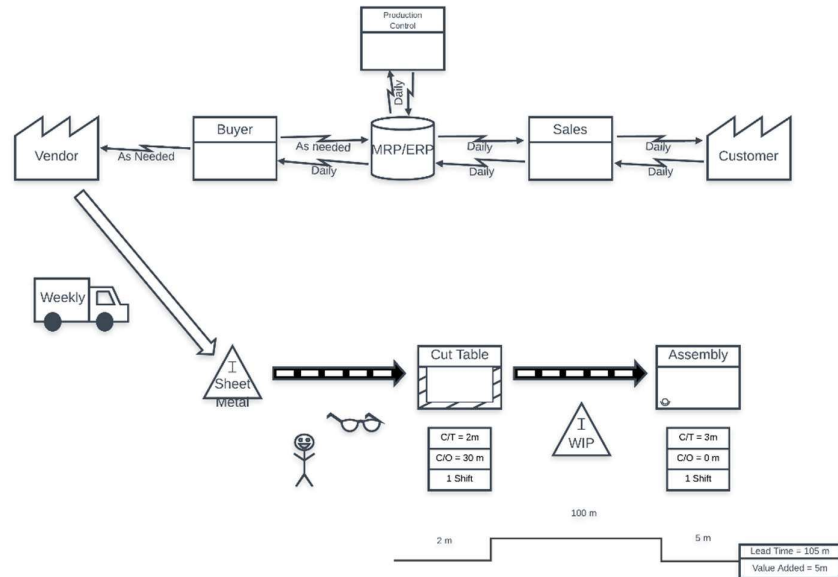 Production
Control
Daily
Vendor
As Needed
Buyer
As needed
Daily
MRP/ERP
Daily
Daily
Sales
Daily
Daily
Customer
Weekly
I
Sheet
Metal
Cut Table
C/T = 2m
C/O = 30 m
1 Shift
I
WIP
Assembly
C/T = 3m
C/O = 0 m
1 Shift
2 m
100 m
5 m
Lead Time = 105 m
Value Added = 5m